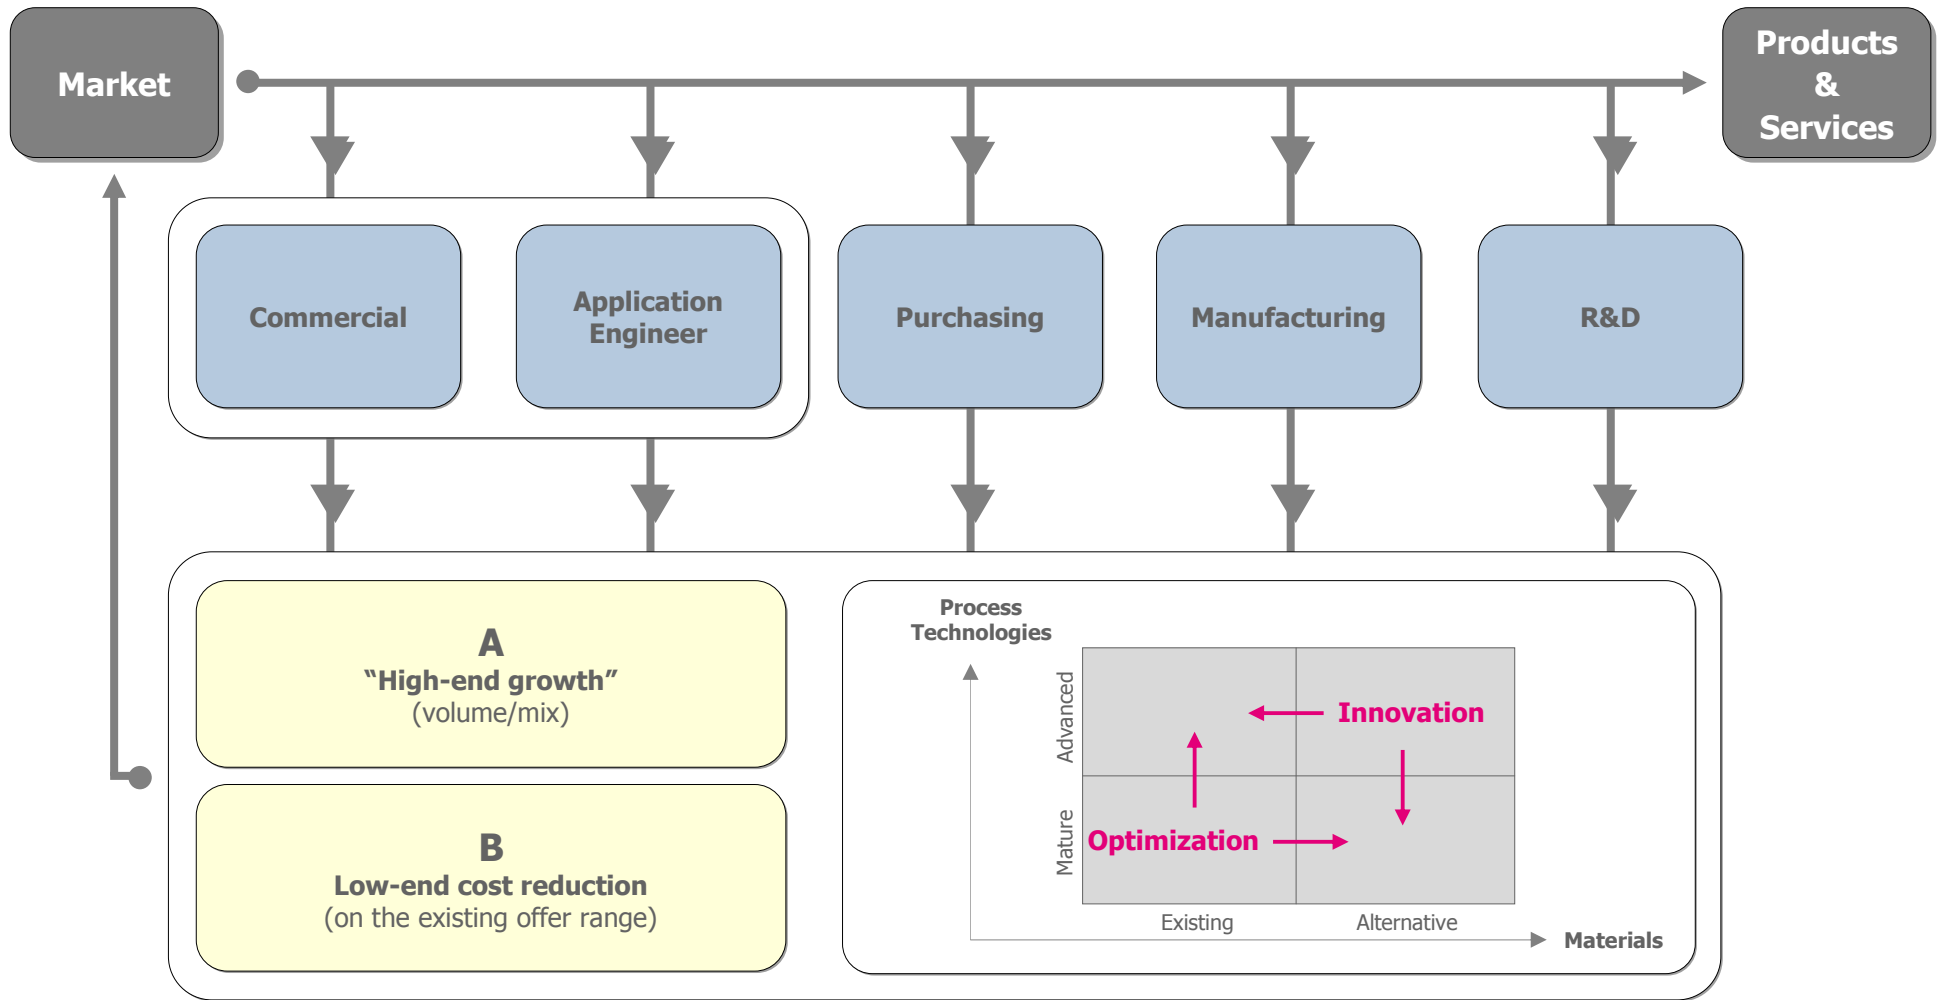 Market
Products
&
Services
Commercial
Application
Engineer
Purchasing
Manufacturing
R&D
A
“High-end growth”
(volume/mix)
B
Low-end cost reduction
(on the existing offer range)
Process
Technologies
Advanced
Mature
Innovation
Optimization
Existing
Alternative
Materials